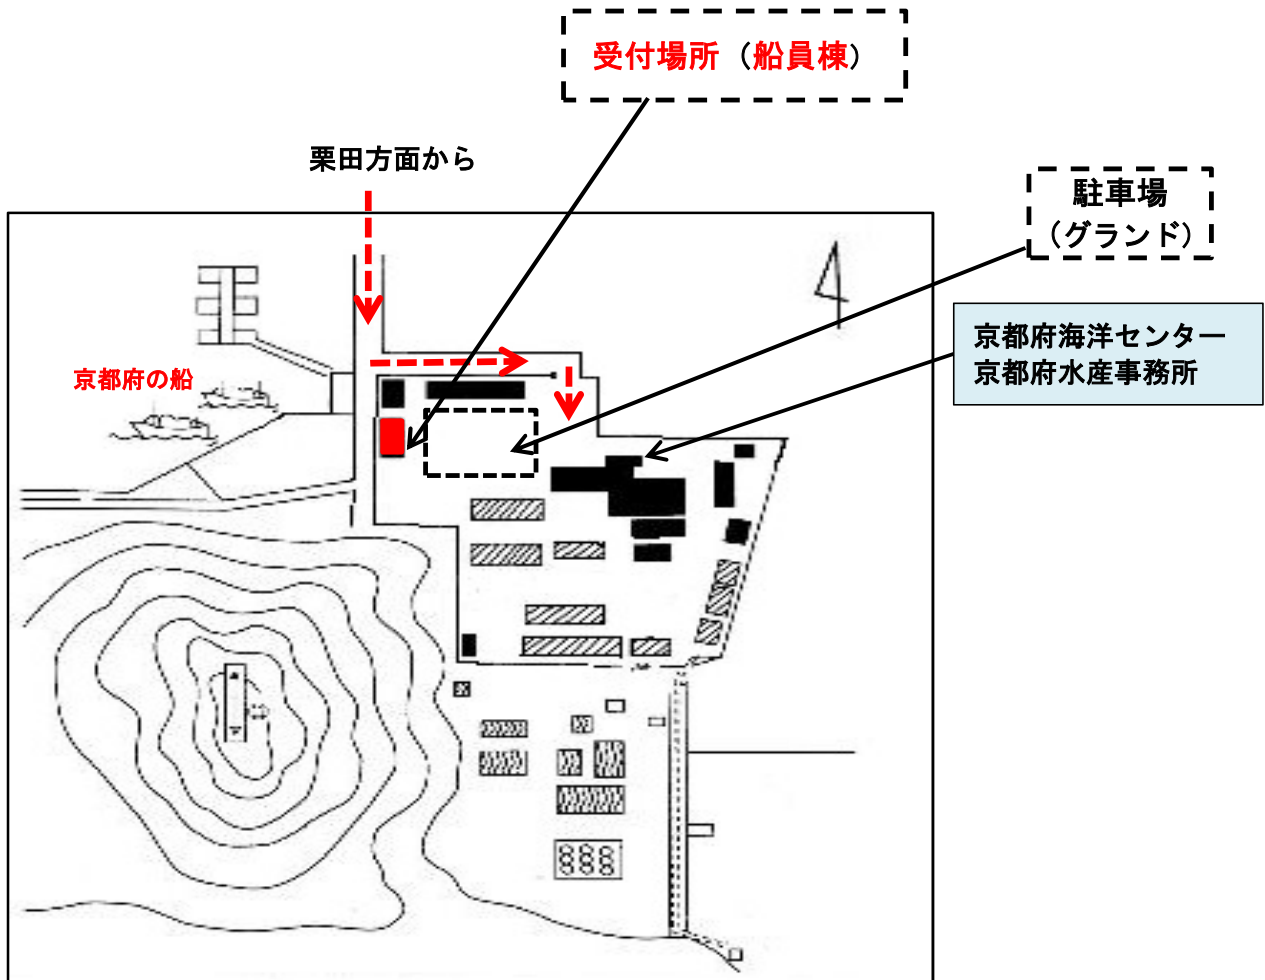 受付場所（船員棟）
栗田方面から
駐車場
（グランド）
京都府海洋センター
京都府水産事務所
京都府の船